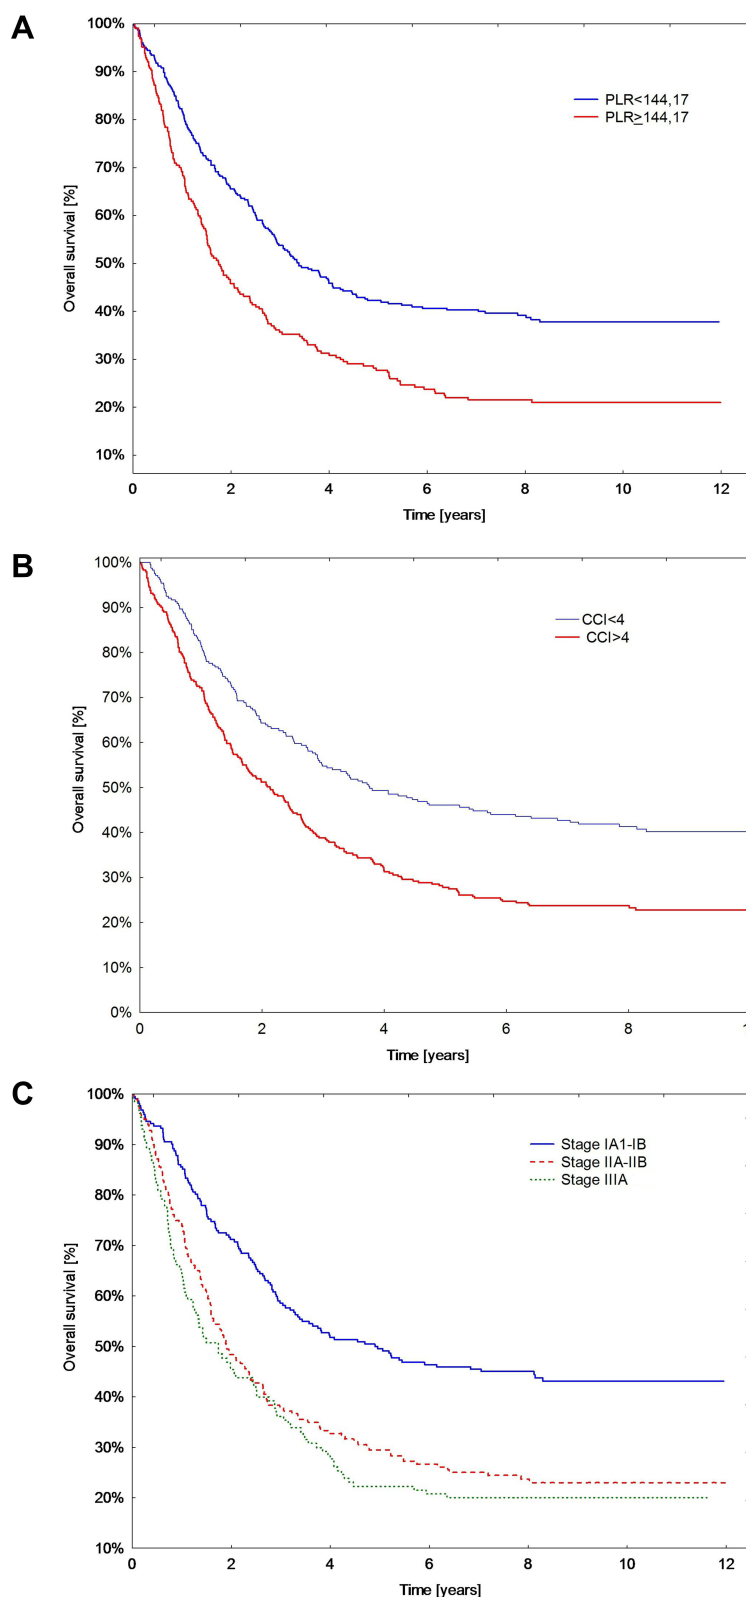 A
100%
90%
80%
70%
60%
50%
40%
30%
20%
10%
Overall survival [%]
PLR<144,17
PLR≥144,17
0 2 4 6 8 10 12
Time [years]
B
100%
90%
80%
70%
60%
50%
40%
30%
20%
10%
0%
Overall survival [%]
CCI<4
CCI>4
0 2 4 6 8 1
Time [years]
C
100%
90%
80%
70%
60%
50%
40%
30%
20%
10%
Overall survival [%]
Stage IA1-IB
Stage IIA-IIB
Stage IIIA
0 2 4 6 8 10 12
Time [years]